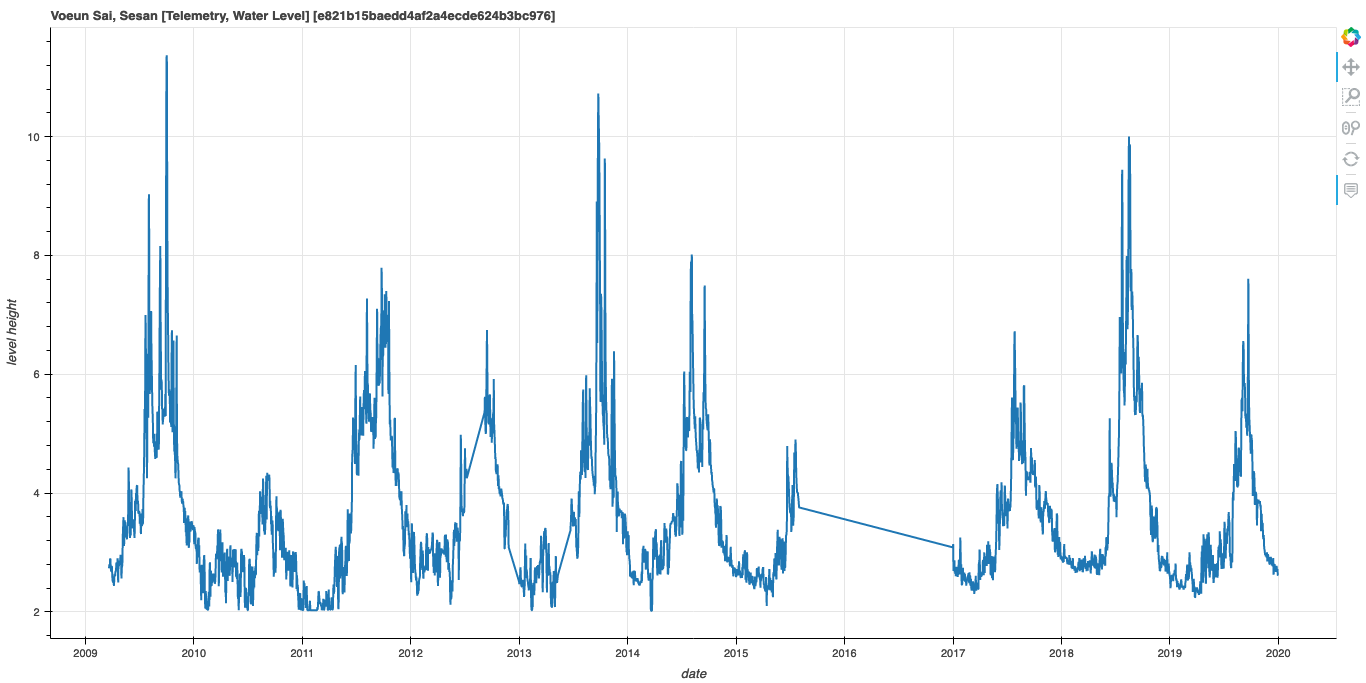 Voeun Sai, Sesan [Telemetry, Water Level] [e821b15baedd4af2a4ecde624b3bc976]
level height
10
8
6
4
2
2009 2010 2011 2012 2013 2014 2015 2016 2017 2018 2019 2020
date